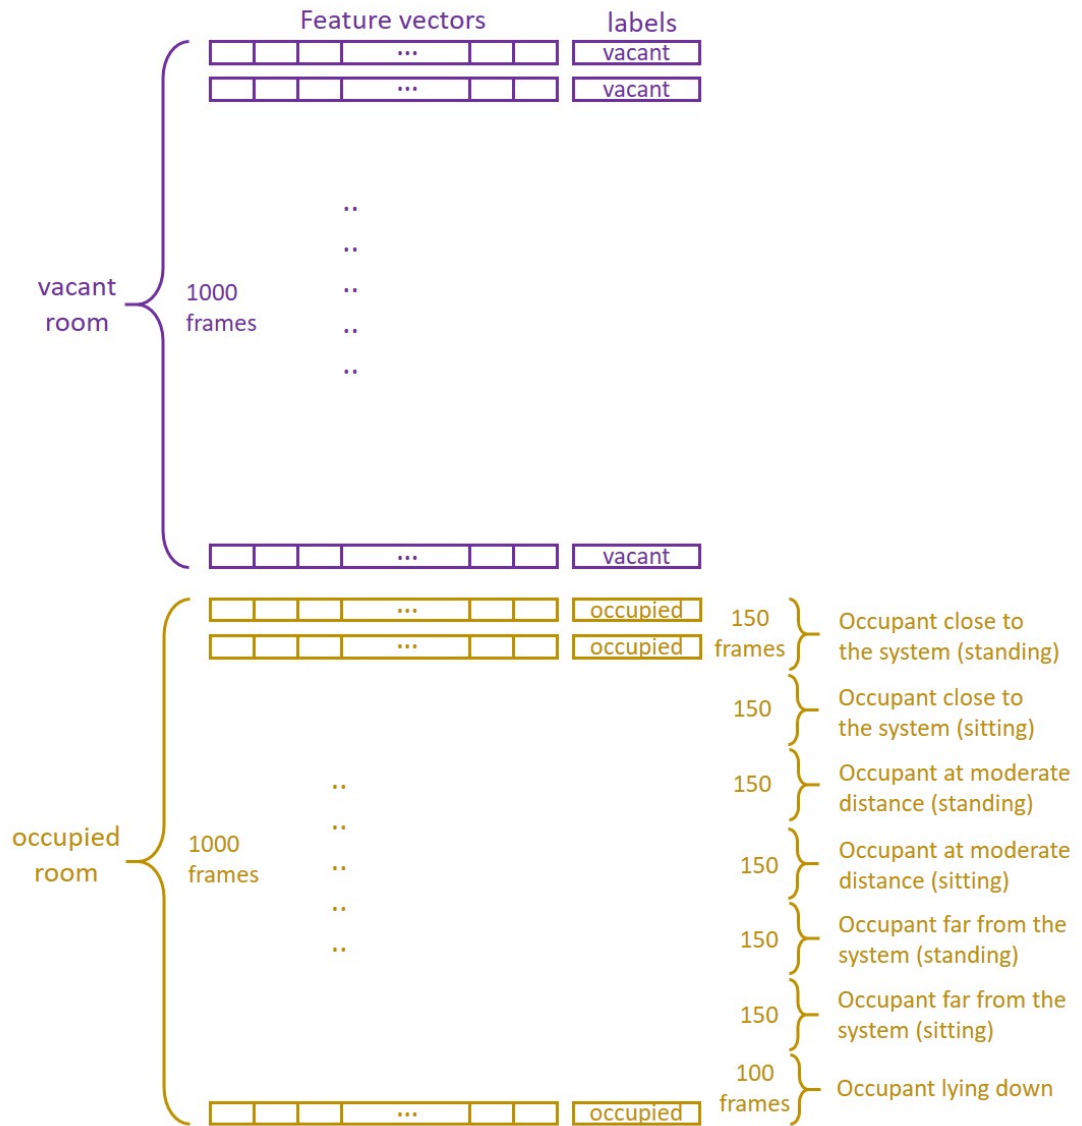 Feature vectors labels
... vacant
... vacant
..
..
..
..
..
vacant
room
1000
frames
... vacant
... occupied
... occupied
150
frames
Occupant close to
the system (standing)
150
Occupant close to
the system (sitting)
150
Occupant at moderate
distance (standing)
..
..
..
..
..
occupied
room
1000
frames
150
Occupant at moderate
distance (sitting)
150
Occupant far from the
system (standing)
150
Occupant far from the
system (sitting)
100
frames
Occupant lying down
... occupied